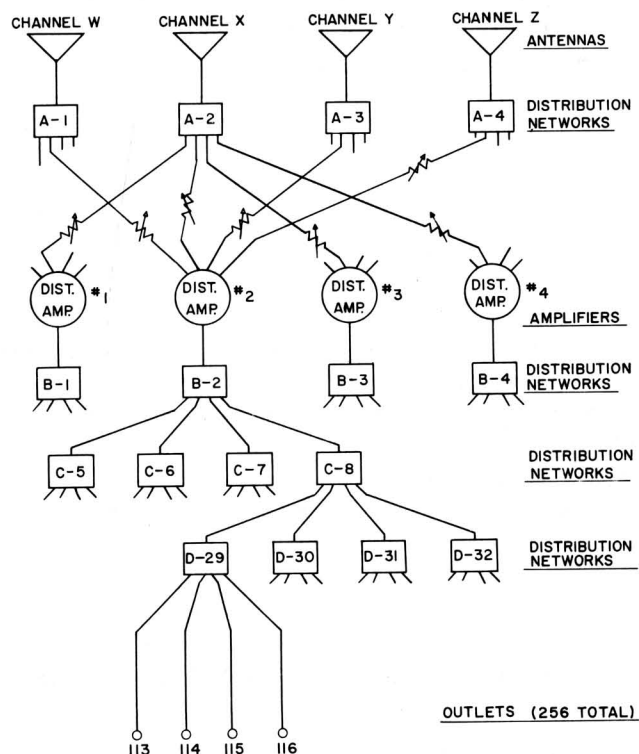 CHANNEL W
CHANNEL X
CHANNEL Y
CHANNEL Z
ANTENNAS
A-1
A-2
A-3
A-4
DISTRIBUTION
NETWORKS
DIST.
AMP.
#1
DIST.
AMP.
#2
DIST.
AMP.
#3
DIST.
AMP.
#4
AMPLIFIERS
B-1
B-2
B-3
B-4
DISTRIBUTION
NETWORKS
C-5
C-6
C-7
C-8
DISTRIBUTION
NETWORKS
D-29
D-30
D-31
D-32
DISTRIBUTION
NETWORKS
113
114
115
116
OUTLETS (256 TOTAL)